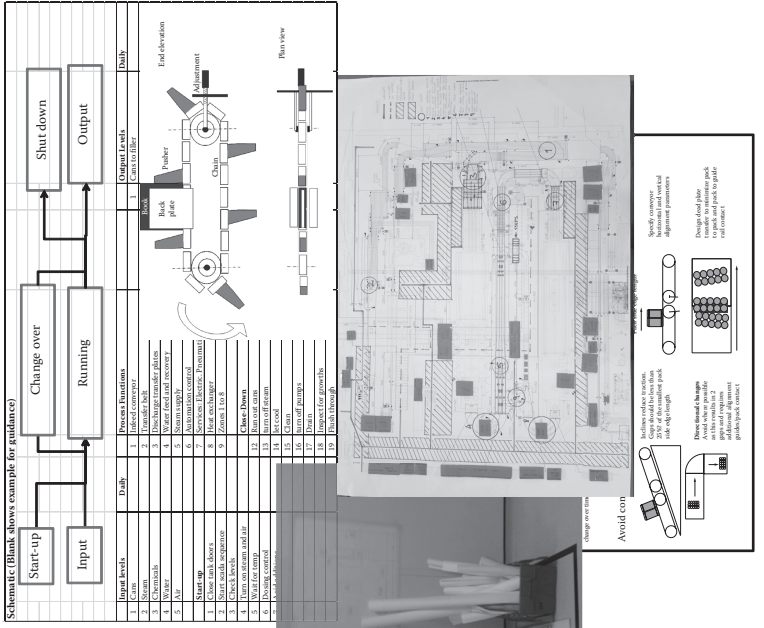 Schematic (Blank shows example for guidance)
Start-up
Change over
Shut down
Input
Running
Output
Input levels
Daily
Process Functions
Output Levels
Daily
1 Cans
2 Steam
3 Chemicals
4 Water
5 Air
Start-up
1 Close tank doors
2 Start scada sequence
3 Check levels
4 Turn on steam and air
5 Wait for temp
6 Dosing control
1 Infeed conveyor
2 Transfer belt
3 Discharge transfer plates
4 Water feed and recovery
5 Steam supply
6 Automation control
7 Services: Electric, Pneumati
8 Heat exchanger
9 Zones 1 to 8
Close-Down
12 Run out cans
13 turn off steam
14 let cool
15 Clean
16 turn off pumps
17 Drain
18 Inspect for growths
19 Flush through
1 Cans to filler
End elevation
Adjustment
Pusher
Book
Back
plate
Chain
Plan view
change over time
Avoid con
Inclines reduce traction.
Gaps should be less than
25% of the smallest pack
side edge length
Directional changes
Avoid where possible
as this results in 2
gaps and requires
additional alignment
guides/pack contact
Specify conveyor
horizontal and vertical
alignment parameters
Design dead plate
transfer to minimize pack
to pack and pack to guide
rail contact